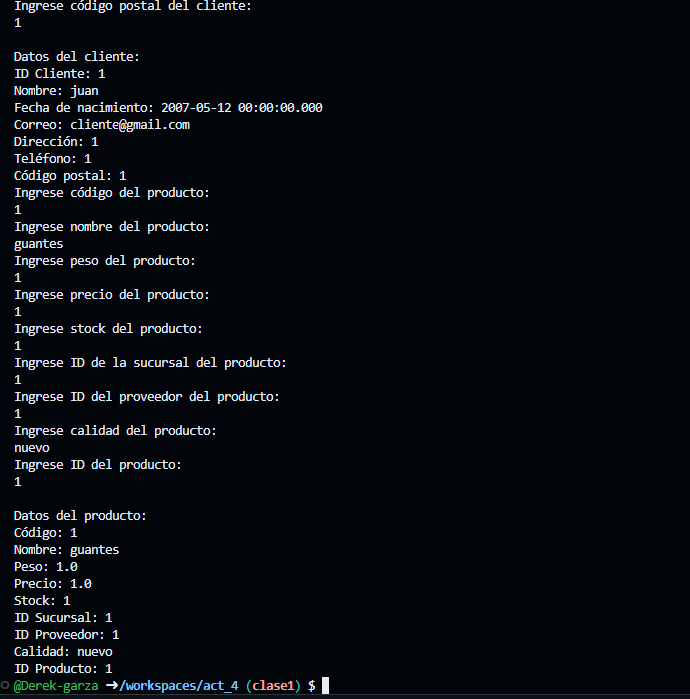 Ingrese código postal del cliente:
1
Datos del cliente:
ID Cliente: 1
Nombre: juan
Fecha de nacimiento: 2007-05-12 00:00:00.000
Correo: cliente@gmail.com
Dirección: 1
Teléfono: 1
Código postal: 1
Ingrese código del producto:
1
Ingrese nombre del producto:
guantes
Ingrese peso del producto:
1
Ingrese precio del producto:
1
Ingrese stock del producto:
1
Ingrese ID de la sucursal del producto:
1
Ingrese ID del proveedor del producto:
1
Ingrese calidad del producto:
nuevo
Ingrese ID del producto:
1
Datos del producto:
Código: 1
Nombre: guantes
Peso: 1.0
Precio: 1.0
Stock: 1
ID Sucursal: 1
ID Proveedor: 1
Calidad: nuevo
ID Producto: 1
@Derek-garza ➜/workspaces/act_4 (clase1) $